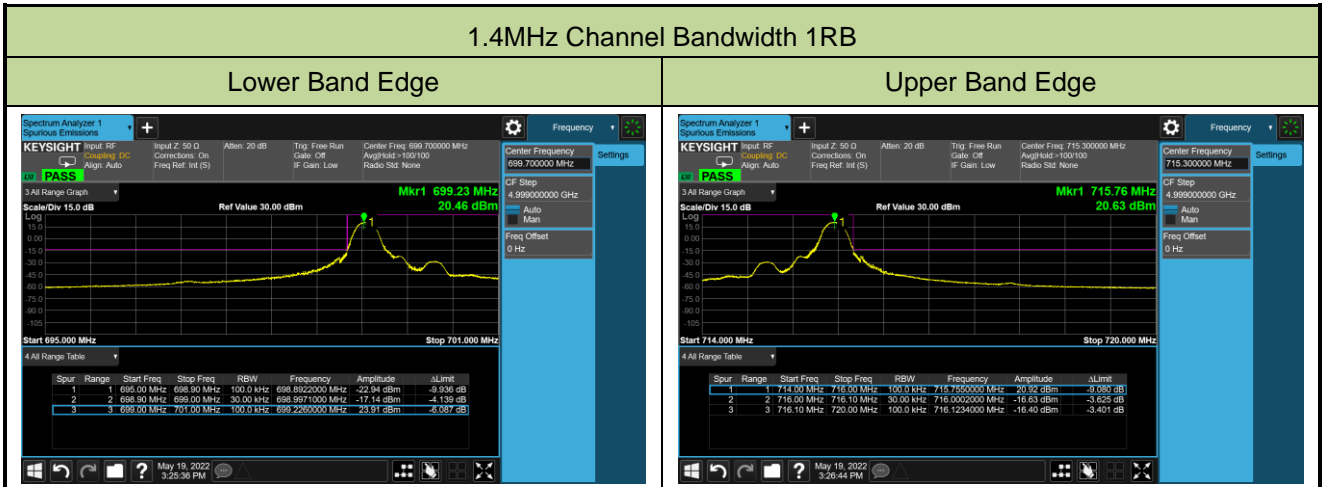 1.4MHz Channel Bandwidth 1RB
Lower Band Edge
Upper Band Edge
Spectrum Analyzer 1
Spurious Emissions
Frequency
KEYSIGHT
Input: RF
Coupling: DC
Align: Auto
Input Z: 50 Ω
Corrections: On
Freq Ref: Int (S)
Atten: 20 dB
Trig: Free Run
Gate: Off
IF Gain: Low
Center Freq: 699.700000 MHz
Avg|Hold:>100/100
Radio Std: None
PASS
Center Frequency
699.700000 MHz
Settings
CF Step
4.999000000 GHz
Auto
Man
Freq Offset
0 Hz
3 All Range Graph
Mkr1 699.23 MHz
Scale/Div 15.0 dB
Ref Value 30.00 dBm
20.46 dBm
Log
15.0
0.00
-15.0
-30.0
-45.0
-60.0
-75.0
-90.0
-105
1
Start 695.000 MHz
Stop 701.000 MHz
4 All Range Table
Spur Range Start Freq Stop Freq RBW Frequency Amplitude ΔLimit
1 1 695.00 MHz 698.90 MHz 100.0 kHz 698.8922000 MHz -22.94 dBm -9.936 dB
2 2 698.90 MHz 699.00 MHz 30.00 kHz 698.9971000 MHz -17.14 dBm -4.139 dB
3 3 699.00 MHz 701.00 MHz 100.0 kHz 699.2260000 MHz 23.91 dBm -6.087 dB
?
May 19, 2022
3:25:36 PM
Spectrum Analyzer 1
Spurious Emissions
Frequency
KEYSIGHT
Input: RF
Coupling: DC
Align: Auto
Input Z: 50 Ω
Corrections: On
Freq Ref: Int (S)
Atten: 20 dB
Trig: Free Run
Gate: Off
IF Gain: Low
Center Freq: 715.300000 MHz
Avg|Hold:>100/100
Radio Std: None
PASS
Center Frequency
715.300000 MHz
Settings
CF Step
4.999000000 GHz
Auto
Man
Freq Offset
0 Hz
3 All Range Graph
Mkr1 715.76 MHz
Scale/Div 15.0 dB
Ref Value 30.00 dBm
20.63 dBm
Log
15.0
0.00
-15.0
-30.0
-45.0
-60.0
-75.0
-90.0
-105
1
Start 714.000 MHz
Stop 720.000 MHz
4 All Range Table
Spur Range Start Freq Stop Freq RBW Frequency Amplitude ΔLimit
1 1 714.00 MHz 716.00 MHz 100.0 kHz 715.7550000 MHz 20.92 dBm -9.080 dB
2 2 716.00 MHz 716.10 MHz 30.00 kHz 716.0002000 MHz -16.63 dBm -3.625 dB
3 3 716.10 MHz 720.00 MHz 100.0 kHz 716.1234000 MHz -16.40 dBm -3.401 dB
?
May 19, 2022
3:26:44 PM